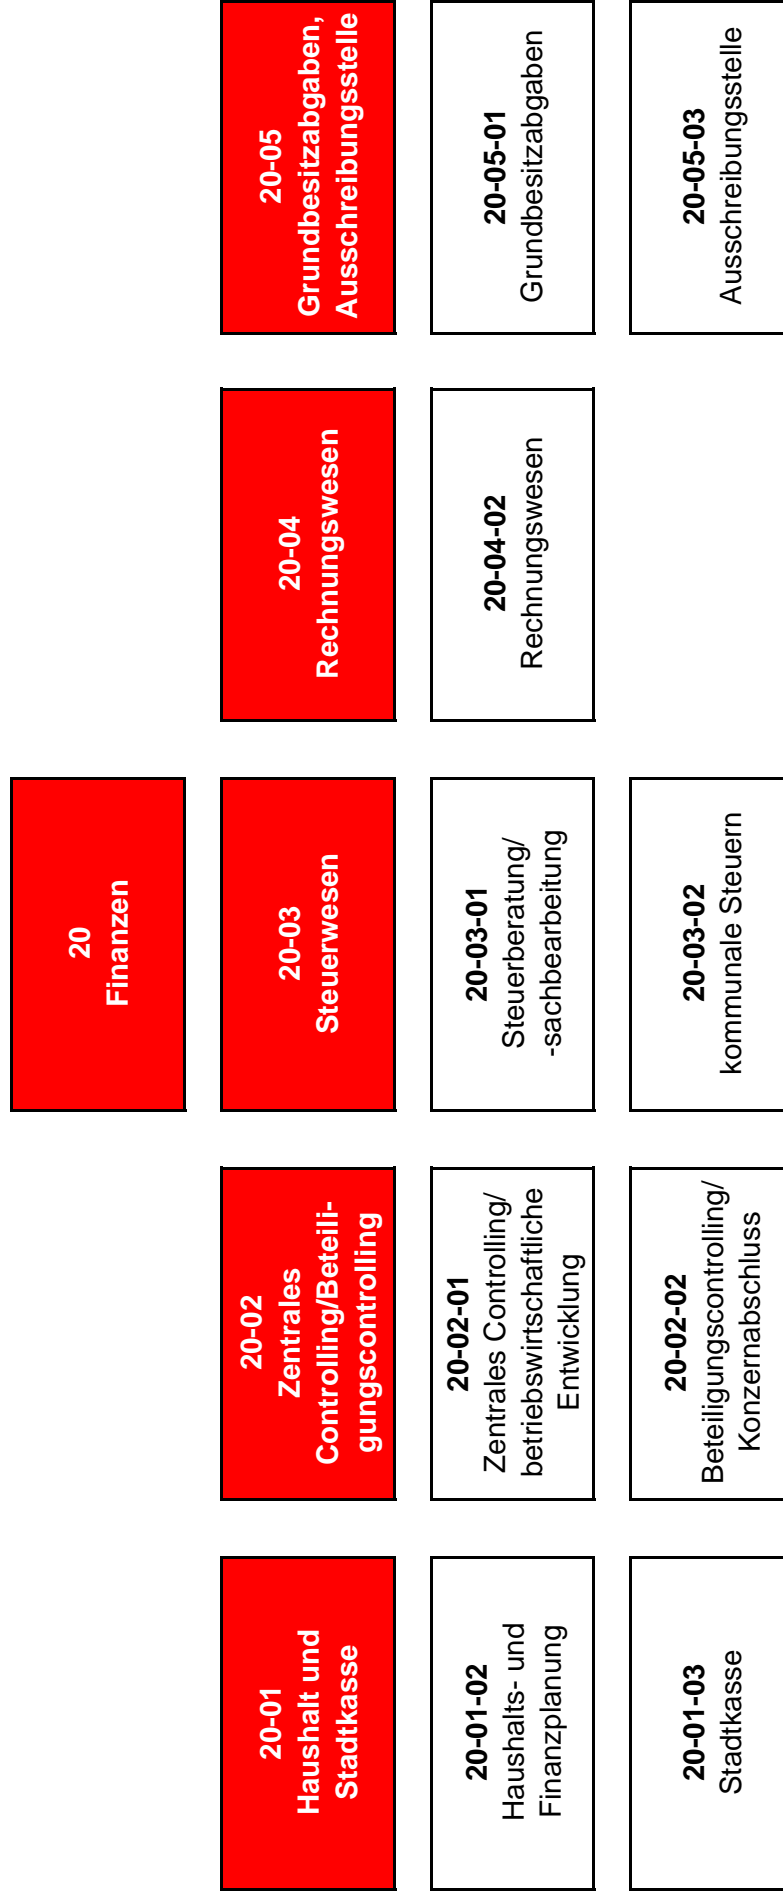 20
Finanzen
20-01
Haushalt und
Stadtkasse
20-02
Zentrales
Controlling/Beteili-
gungscontrolling
20-03
Steuerwesen
20-04
Rechnungswesen
20-05
Grundbesitzabgaben,
Ausschreibungsstelle
20-01-02
Haushalts- und
Finanzplanung
20-02-01
Zentrales Controlling/
betriebswirtschaftliche
Entwicklung
20-03-01
Steuerberatung/
-sachbearbeitung
20-04-02
Rechnungswesen
20-05-01
Grundbesitzabgaben
20-01-03
Stadtkasse
20-02-02
Beteiligungscontrolling/
Konzernabschluss
20-03-02
kommunale Steuern
20-05-03
Ausschreibungsstelle